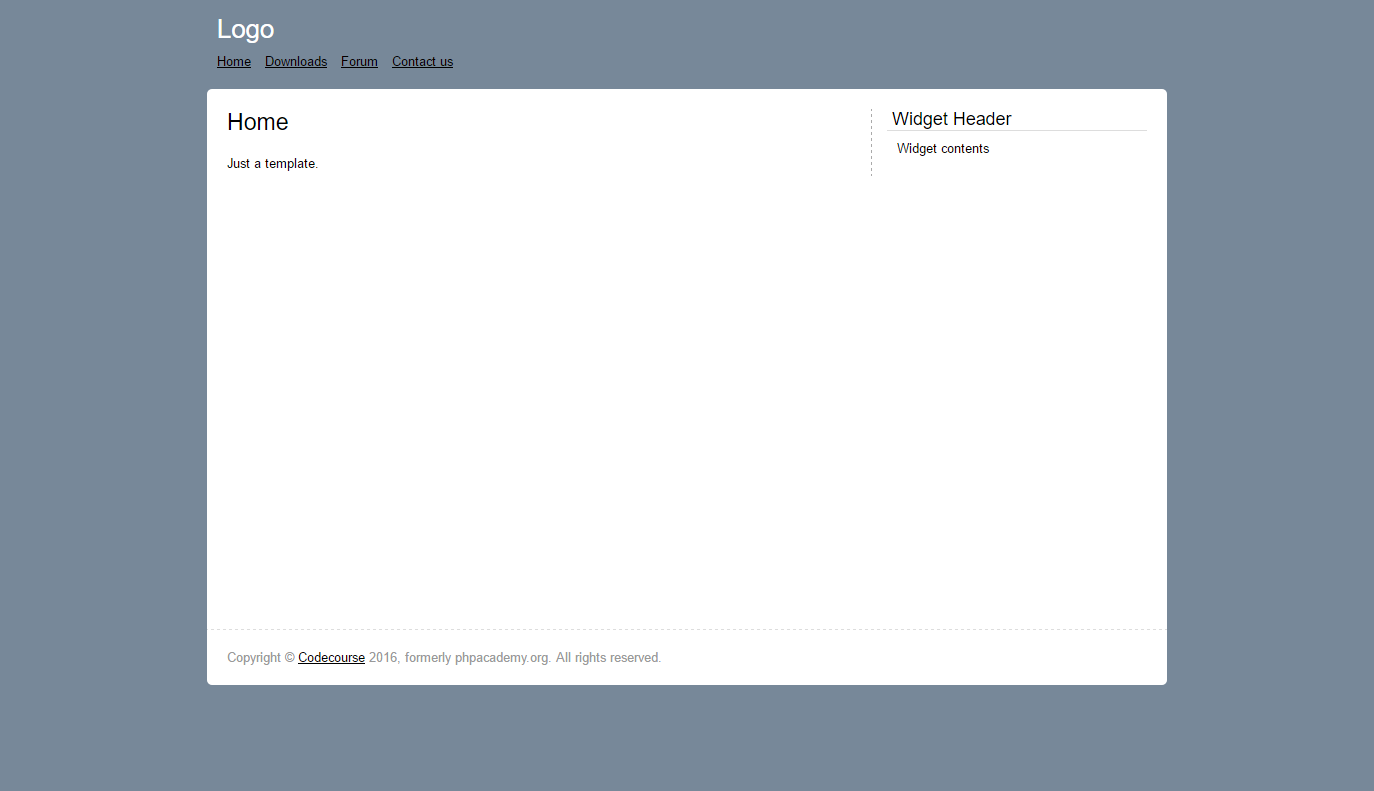 Logo
Home Downloads Forum Contact us
Home
Just a template.
Widget Header
Widget contents
Copyright © Codecourse 2016, formerly phpacademy.org. All rights reserved.